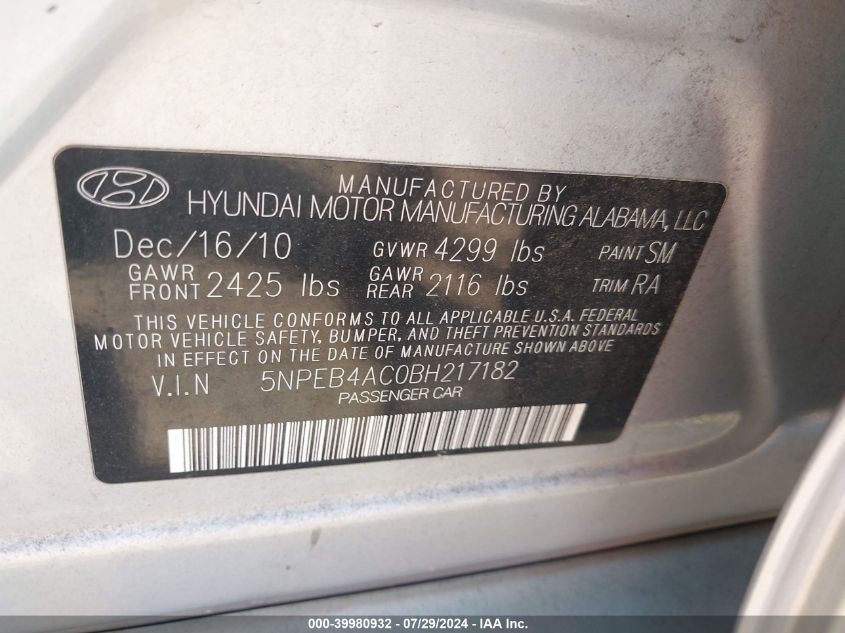 MANUFACTURED BY
HYUNDAI MOTOR MANUFACTURING ALABAMA, LLC
Dec/16/10 GVWR 4299 lbs PAINT SM
GAWR FRONT 2425 lbs GAWR REAR 2116 lbs TRIM RA
THIS VEHICLE CONFORMS TO ALL APPLICABLE U.S.A. FEDERAL
MOTOR VEHICLE SAFETY, BUMPER, AND THEFT PREVENTION STANDARDS
IN EFFECT ON THE DATE OF MANUFACTURE SHOWN ABOVE
V.I.N 5NPEB4AC0BH217182
PASSENGER CAR
000-39980932 - 07/29/2024 - IAA Inc.